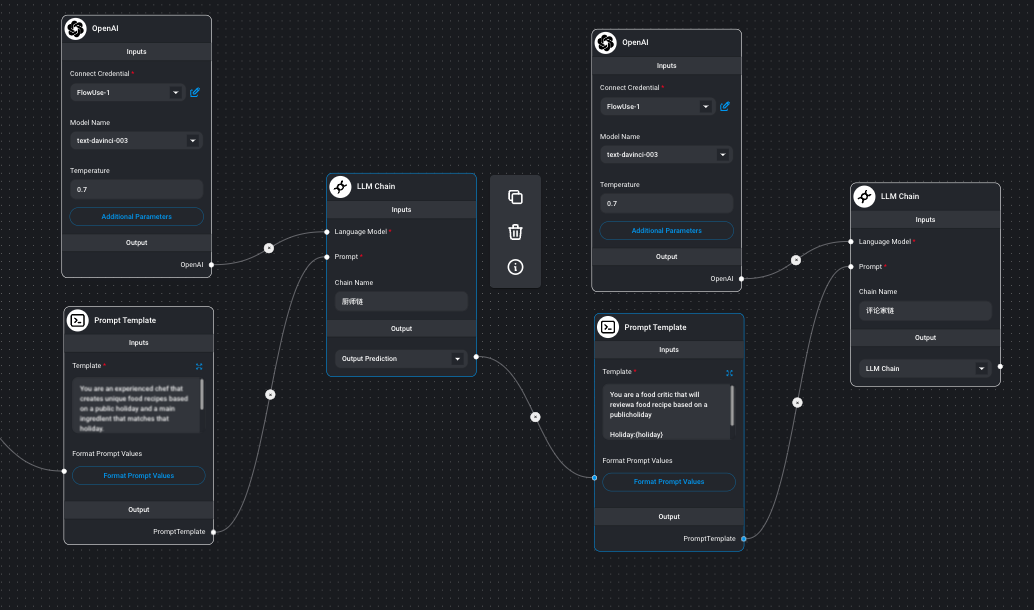 OpenAI
Inputs
Connect Credential *
FlowUse-1
Model Name
text-davinci-003
Temperature
0.7
Additional Parameters
Output
OpenAI
Prompt Template
Inputs
Template *
You are an experienced chef that
creates unique food recipes based
on a public holiday and a main
ingredient that matches that
holiday.
Format Prompt Values
Format Prompt Values
Output
PromptTemplate
LLM Chain
Inputs
Language Model *
Prompt *
Chain Name
厨师链
Output
Output Prediction
OpenAI
Inputs
Connect Credential *
FlowUse-1
Model Name
text-davinci-003
Temperature
0.7
Additional Parameters
Output
OpenAI
Prompt Template
Inputs
Template *
You are a food critic that will
reviewa food recipe based on a
publicholiday
Holiday:{holiday}
Format Prompt Values
Format Prompt Values
Output
PromptTemplate
LLM Chain
Inputs
Language Model *
Prompt *
Chain Name
评论家链
Output
LLM Chain